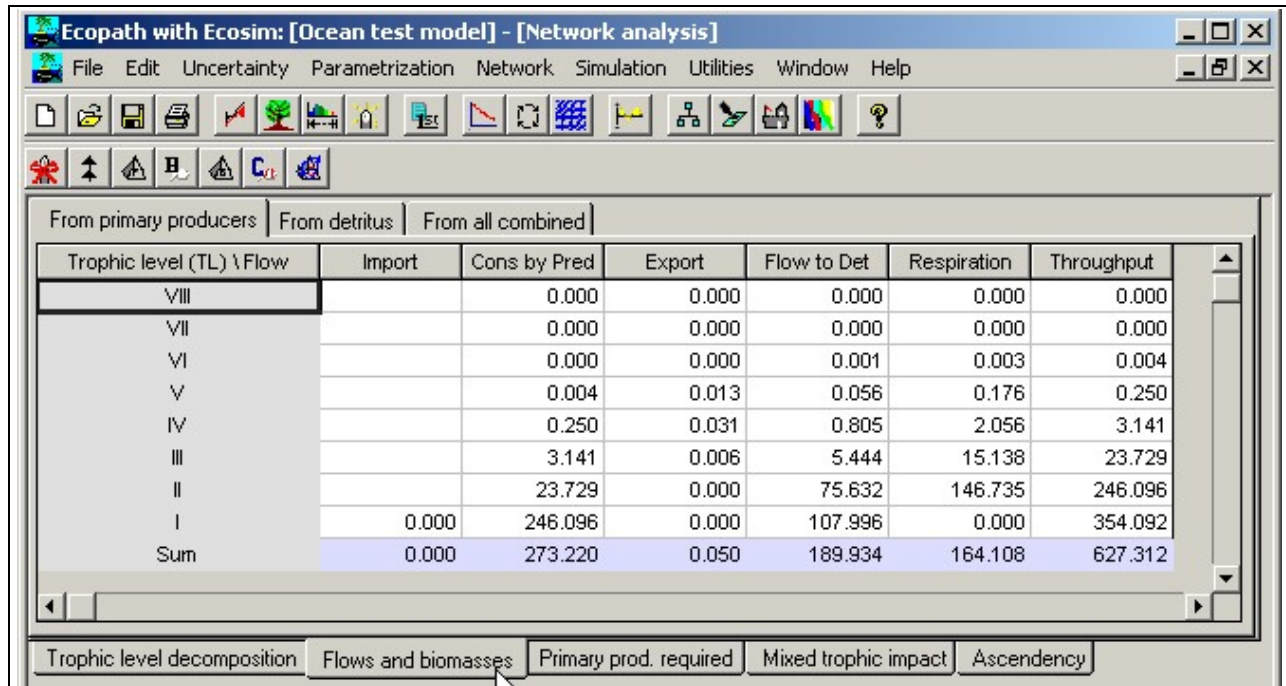 Ecopath with Ecosim: [Ocean test model] - [Network analysis]
File Edit Uncertainty Parametrization Network Simulation Utilities Window Help
1st
From primary producers From detritus From all combined
Trophic level (TL) \ Flow Import Cons by Pred Export Flow to Det Respiration Throughput
VIII 0.000 0.000 0.000 0.000 0.000
VII 0.000 0.000 0.000 0.000 0.000
VI 0.000 0.000 0.001 0.003 0.004
V 0.004 0.013 0.056 0.176 0.250
IV 0.250 0.031 0.805 2.056 3.141
III 3.141 0.006 5.444 15.138 23.729
II 23.729 0.000 75.632 146.735 246.096
I 0.000 246.096 0.000 107.996 0.000 354.092
Sum 0.000 273.220 0.050 189.934 164.108 627.312
Trophic level decomposition Flows and biomasses Primary prod. required Mixed trophic impact Ascendency